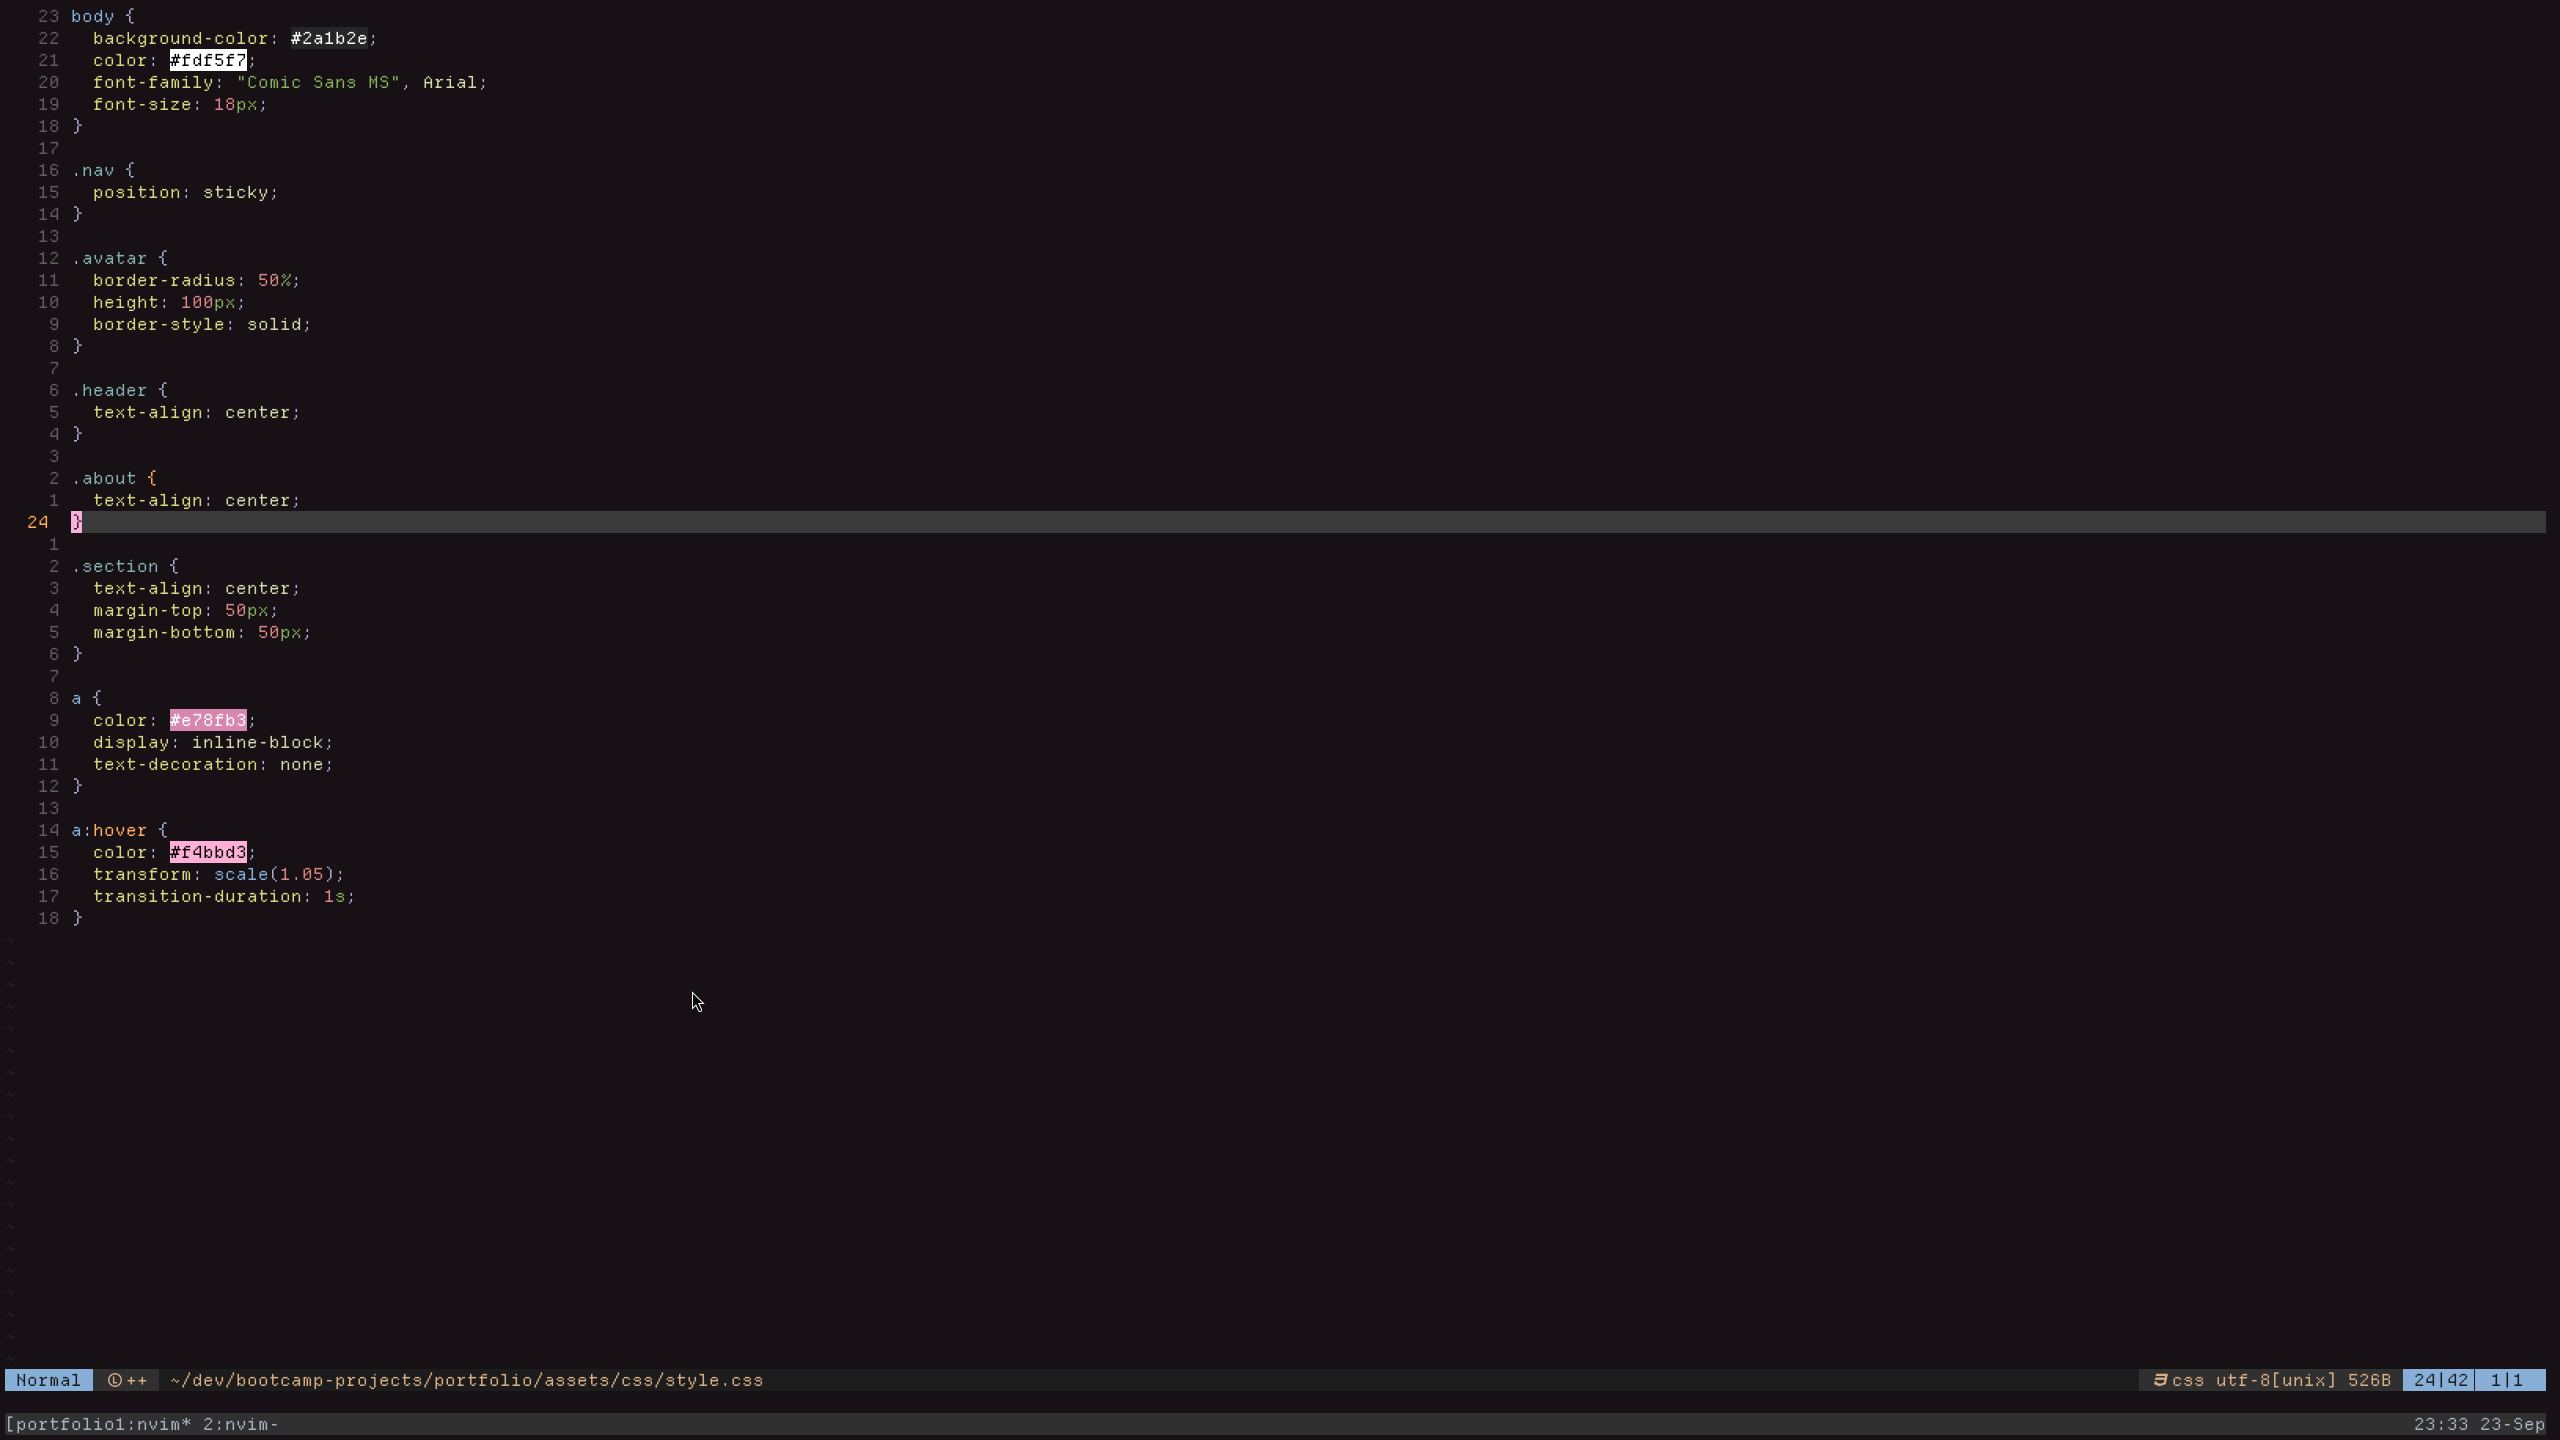 23 body {
22   background-color: #2a1b2e;
21   color: #fdf5f7;
20   font-family: "Comic Sans MS", Arial;
19   font-size: 18px;
18 }
17
16 .nav {
15   position: sticky;
14 }
13
12 .avatar {
11   border-radius: 50%;
10   height: 100px;
9   border-style: solid;
8 }
7
6 .header {
5   text-align: center;
4 }
3
2 .about {
1   text-align: center;
24 }
1
2 .section {
3   text-align: center;
4   margin-top: 50px;
5   margin-bottom: 50px;
6 }
7
8 a {
9   color: #e78fb3;
10   display: inline-block;
11   text-decoration: none;
12 }
13
14 a:hover {
15   color: #f4bbd3;
16   transform: scale(1.05);
17   transition-duration: 1s;
18 }
Normal Ⓛ++ ~/dev/bootcamp-projects/portfolio/assets/css/style.css css utf-8[unix] 526B 24|42 1|1
[portfolio1:nvim* 2:nvim- 23:33 23-Sep